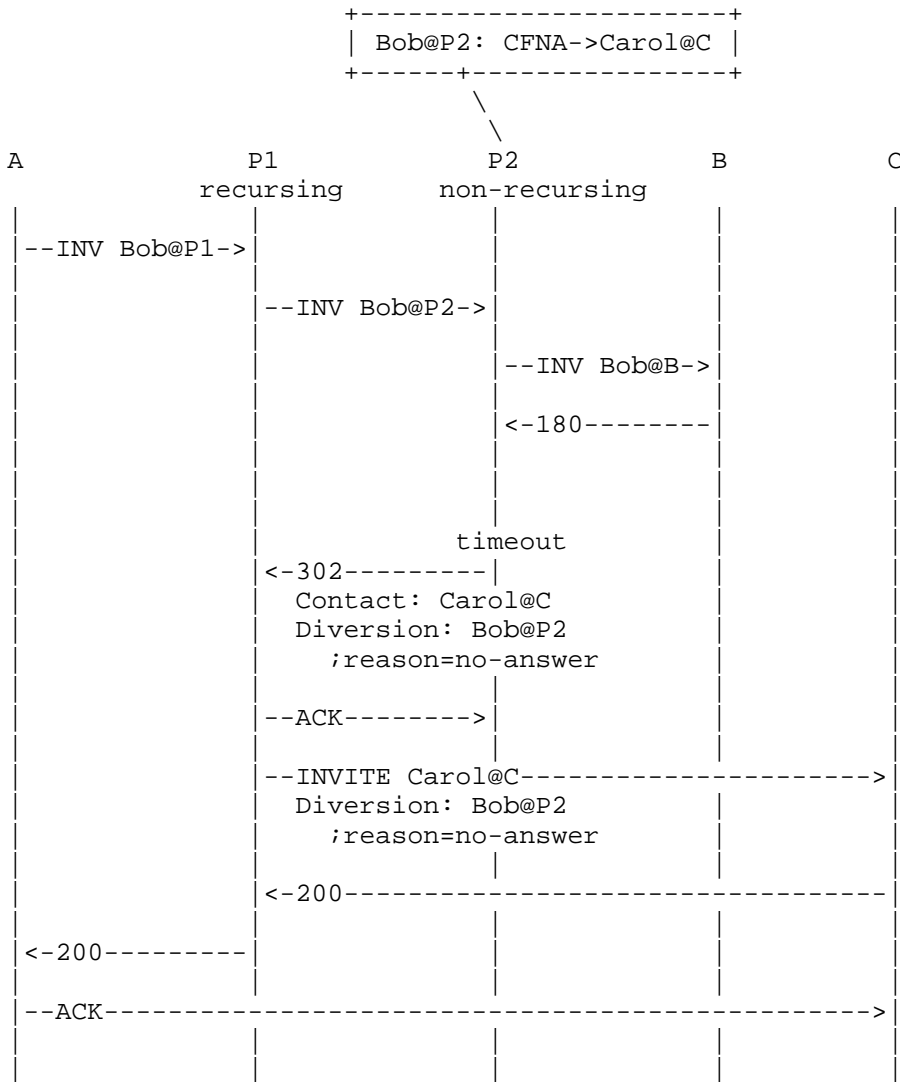 Bob@P2: CFNA->Carol@C
A P1 P2 B C
recursing non-recursing
--INV Bob@P1->
--INV Bob@P2->
--INV Bob@B->
<-180--------
timeout
<-302---------
Contact: Carol@C
Diversion: Bob@P2
;reason=no-answer
--ACK-------->
--INVITE Carol@C---------------------->
Diversion: Bob@P2
;reason=no-answer
<-200-----------------------------------
<-200---------
--ACK---------------------------------------------->